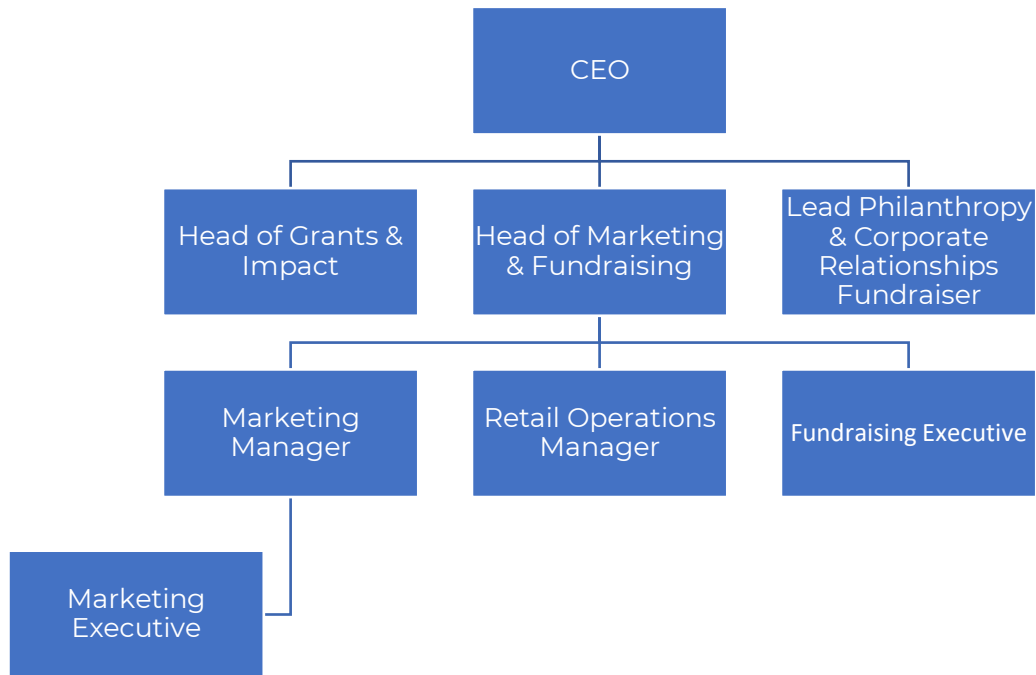 CEO
Head of Grants &
Impact
Head of Marketing
& Fundraising
Lead Philanthropy
& Corporate
Relationships
Fundraiser
Marketing
Manager
Retail Operations
Manager
Fundraising Executive
Marketing
Executive